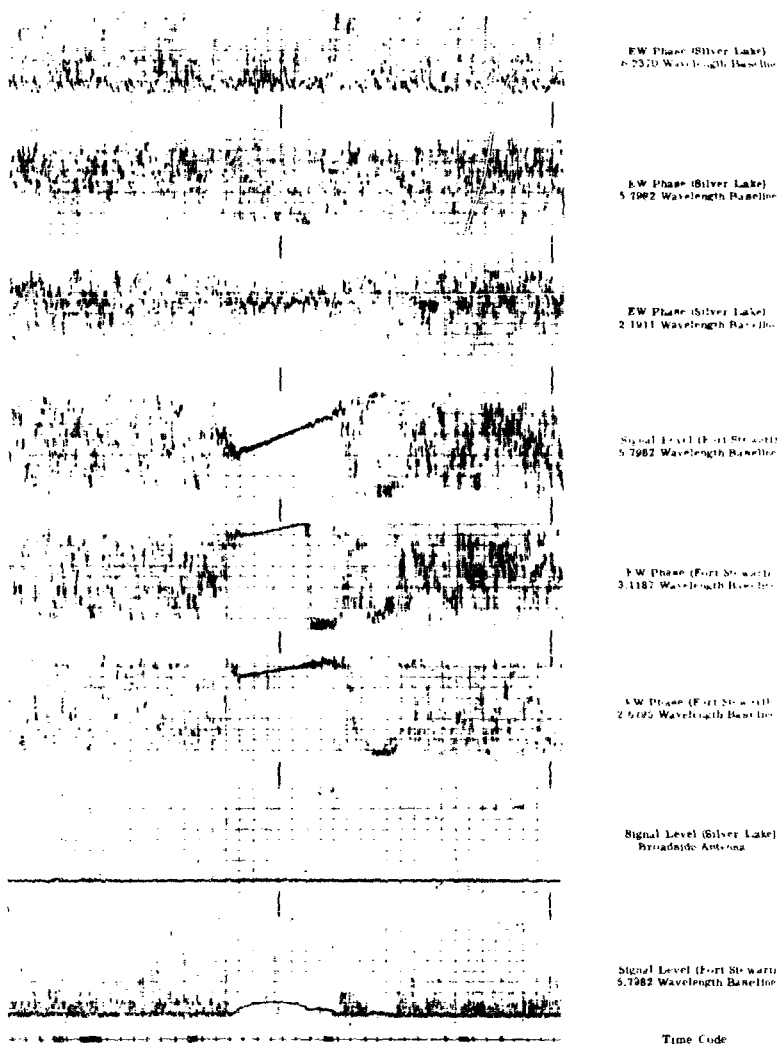 EW Phase (Silver Lake)
Wavelength Baseline
EW Phase (Silver Lake)
5.7982 Wavelength Baseline
EW Phase (Silver Lake)
Wavelength Baseline
Signal Level (Fort Stewart)
5.7982 Wavelength Baseline
EW Phase (Fort Stewart)
3.1187 Wavelength Baseline
EW Phase (Fort Stewart)
Wavelength Baseline
Signal Level (Silver Lake)
Broadside Antenna
Signal Level (Fort Stewart)
5.7982 Wavelength Baseline
Time Code